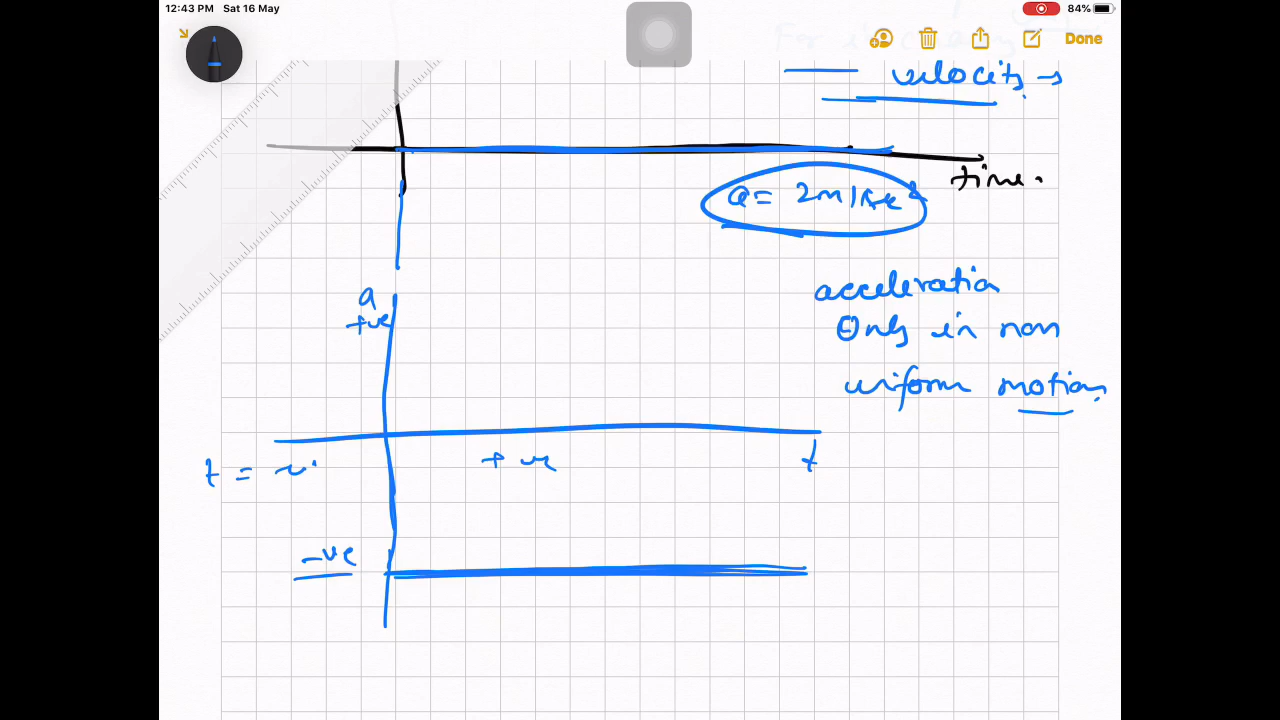 12:43 PM Sat 16 May
84%
Done
velocity →
time.
a = 2m/sec²
a
+ve
acceleration
Only in non
uniform motion.
t =
+ve
t
-ve